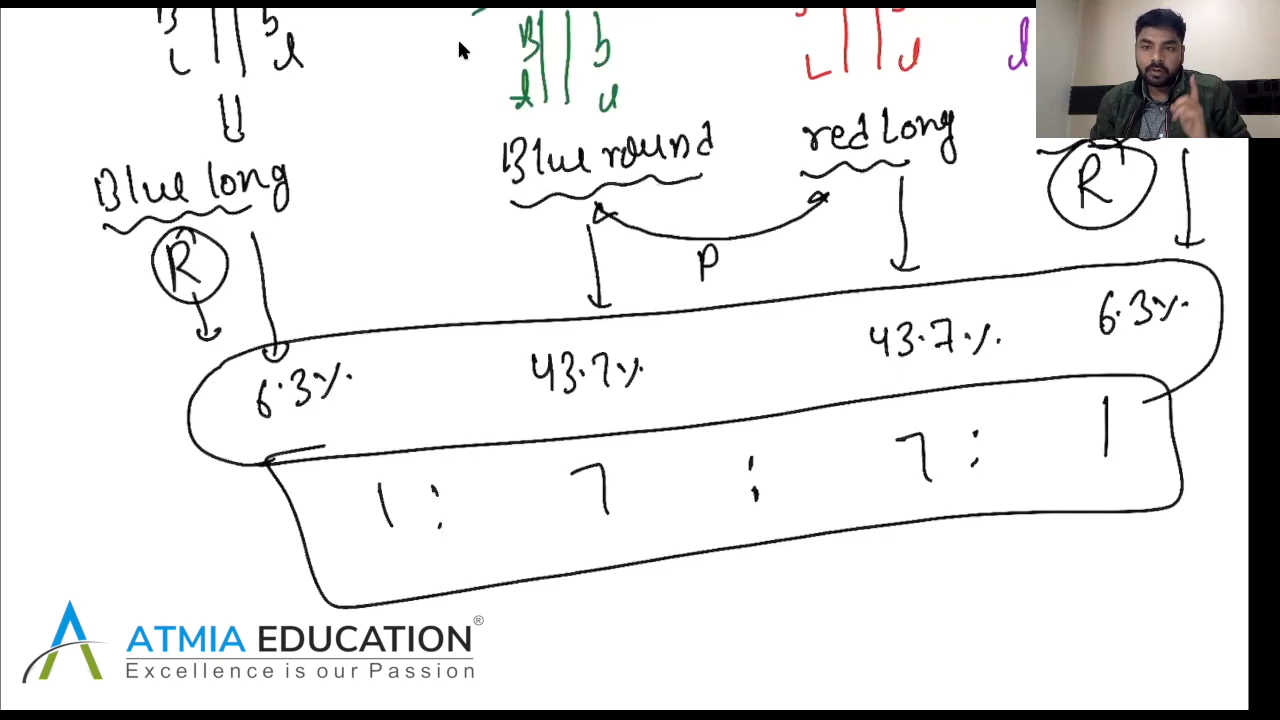 B b B b
L l l l L l l
Blue long Blue round red long
R P R
6.3% 43.7% 43.7% 6.3%
1 : 7 : 7 : 1
ATMIA EDUCATION®
Excellence is our Passion